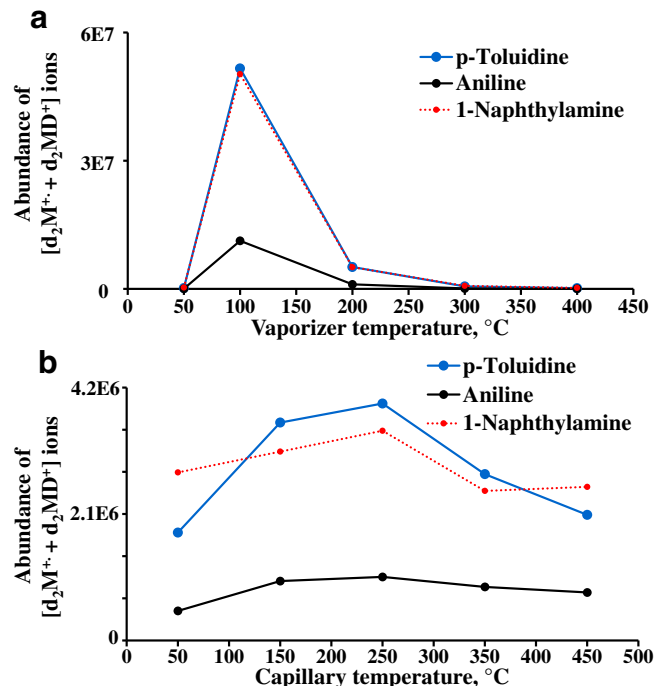 a
6E7
3E7
0
Abundance of
[d₂M⁺· + d₂MD⁺] ions
p-Toluidine
Aniline
1-Naphthylamine
0 50 100 150 200 250 300 350 400 450
Vaporizer temperature, °C
b
4.2E6
2.1E6
0
Abundance of
[d₂M⁺· + d₂MD⁺] ions
p-Toluidine
Aniline
1-Naphthylamine
0 50 100 150 200 250 300 350 400 450 500
Capillary temperature, °C